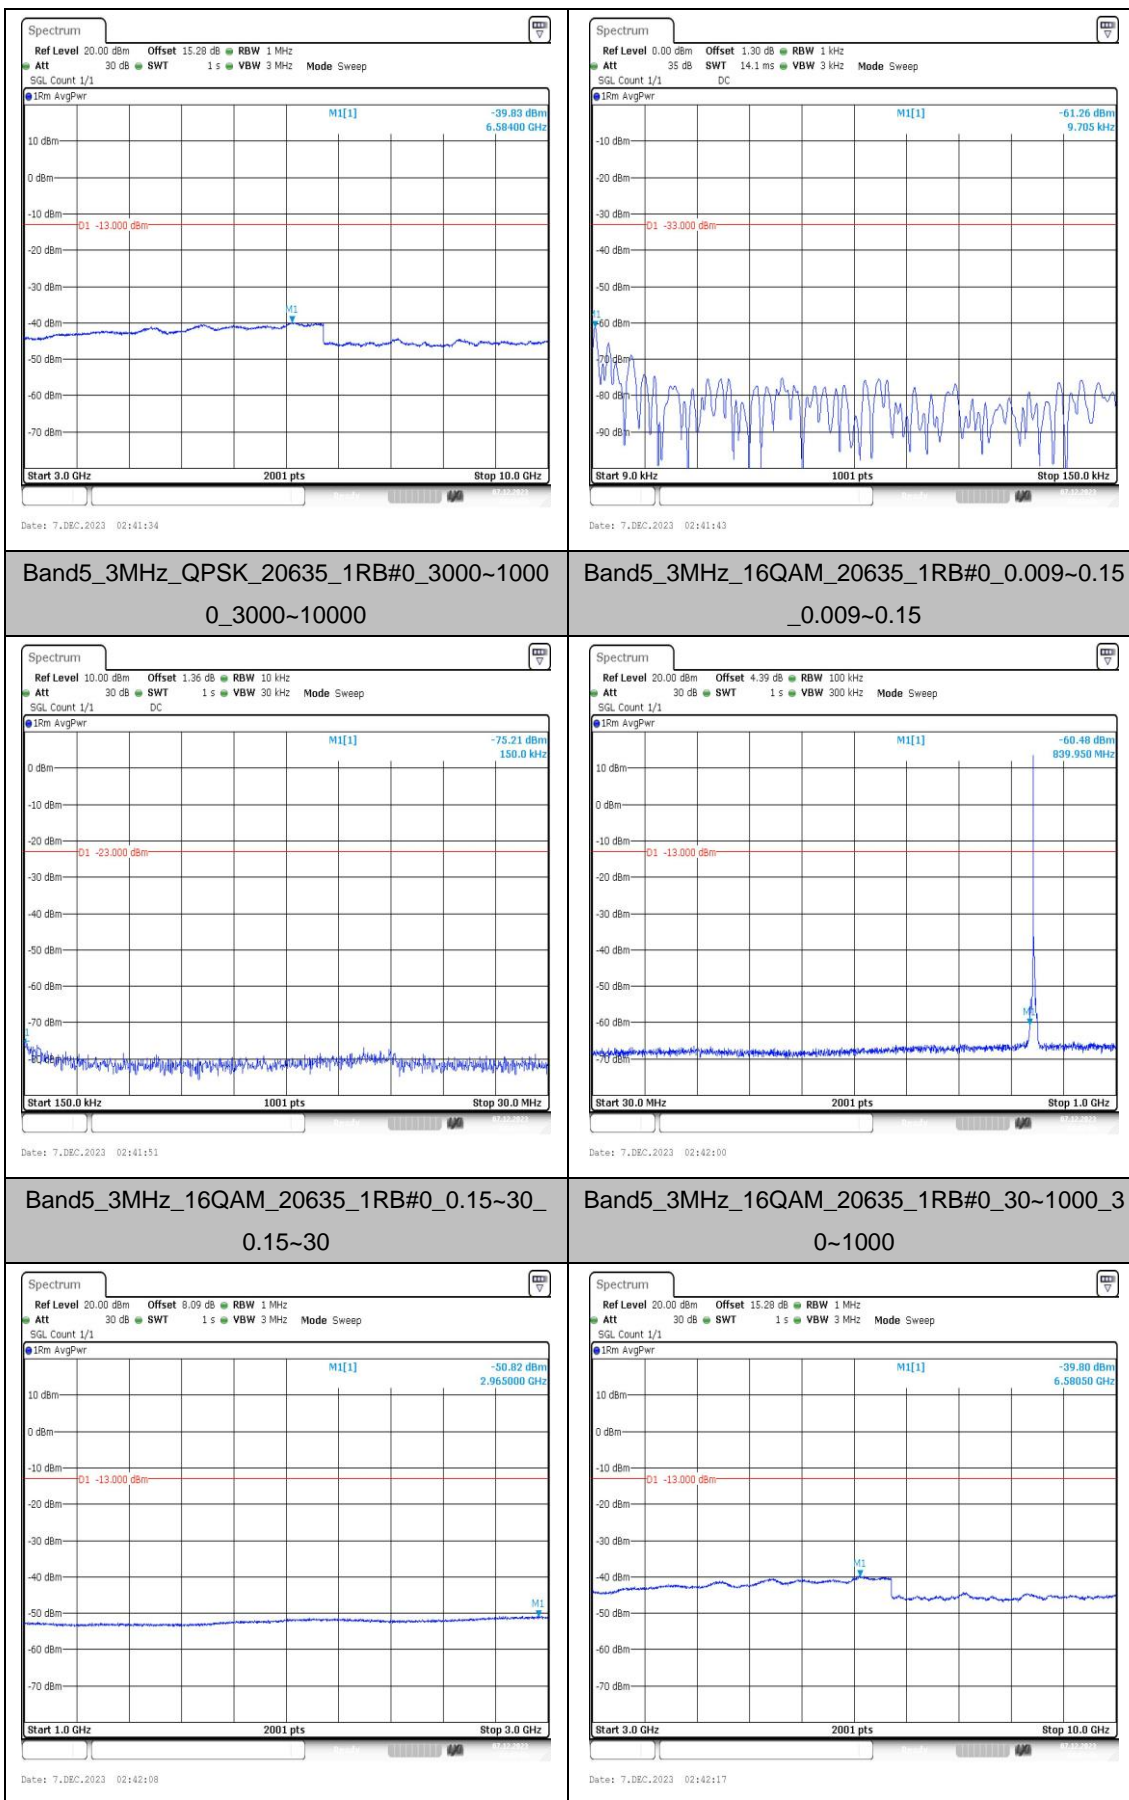 Spectrum
Ref Level 20.00 dBm Offset 15.28 dB RBW 1 MHz
Att 30 dB SWT 1 s VBW 3 MHz Mode Sweep
SGL Count 1/1
1Rm AvgPwr
M1[1] -39.83 dBm
6.58400 GHz
10 dBm
0 dBm
-10 dBm
D1 -13.000 dBm
-20 dBm
-30 dBm
M1
-40 dBm
-50 dBm
-60 dBm
-70 dBm
Start 3.0 GHz 2001 pts Stop 10.0 GHz
Date: 7.DEC.2023 02:41:34
Spectrum
Ref Level 0.00 dBm Offset 1.30 dB RBW 1 kHz
Att 35 dB SWT 14.1 ms VBW 3 kHz Mode Sweep
SGL Count 1/1 DC
1Rm AvgPwr
M1[1] -61.26 dBm
9.705 kHz
-10 dBm
-20 dBm
-30 dBm
D1 -33.000 dBm
-40 dBm
-50 dBm
-60 dBm
-70 dBm
-80 dBm
-90 dBm
Start 9.0 kHz 1001 pts Stop 150.0 kHz
Date: 7.DEC.2023 02:41:43
Band5_3MHz_QPSK_20635_1RB#0_3000~1000
0_3000~10000
Band5_3MHz_16QAM_20635_1RB#0_0.009~0.15
_0.009~0.15
Spectrum
Ref Level 10.00 dBm Offset 1.36 dB RBW 10 kHz
Att 30 dB SWT 1 s VBW 30 kHz Mode Sweep
SGL Count 1/1 DC
1Rm AvgPwr
M1[1] -75.21 dBm
150.0 kHz
0 dBm
-10 dBm
-20 dBm
D1 -23.000 dBm
-30 dBm
-40 dBm
-50 dBm
-60 dBm
-70 dBm
-80 dBm
Start 150.0 kHz 1001 pts Stop 30.0 MHz
Date: 7.DEC.2023 02:41:51
Spectrum
Ref Level 20.00 dBm Offset 4.39 dB RBW 100 kHz
Att 30 dB SWT 1 s VBW 300 kHz Mode Sweep
SGL Count 1/1
1Rm AvgPwr
M1[1] -60.48 dBm
839.950 MHz
10 dBm
0 dBm
-10 dBm
D1 -13.000 dBm
-20 dBm
-30 dBm
-40 dBm
-50 dBm
M1
-60 dBm
-70 dBm
Start 30.0 MHz 2001 pts Stop 1.0 GHz
Date: 7.DEC.2023 02:42:00
Band5_3MHz_16QAM_20635_1RB#0_0.15~30_
0.15~30
Band5_3MHz_16QAM_20635_1RB#0_30~1000_3
0~1000
Spectrum
Ref Level 20.00 dBm Offset 8.09 dB RBW 1 MHz
Att 30 dB SWT 1 s VBW 3 MHz Mode Sweep
SGL Count 1/1
1Rm AvgPwr
M1[1] -50.82 dBm
2.965000 GHz
10 dBm
0 dBm
-10 dBm
D1 -13.000 dBm
-20 dBm
-30 dBm
-40 dBm
M1
-50 dBm
-60 dBm
-70 dBm
Start 1.0 GHz 2001 pts Stop 3.0 GHz
Date: 7.DEC.2023 02:42:08
Spectrum
Ref Level 20.00 dBm Offset 15.28 dB RBW 1 MHz
Att 30 dB SWT 1 s VBW 3 MHz Mode Sweep
SGL Count 1/1
1Rm AvgPwr
M1[1] -39.80 dBm
6.58050 GHz
10 dBm
0 dBm
-10 dBm
D1 -13.000 dBm
-20 dBm
-30 dBm
M1
-40 dBm
-50 dBm
-60 dBm
-70 dBm
Start 3.0 GHz 2001 pts Stop 10.0 GHz
Date: 7.DEC.2023 02:42:17